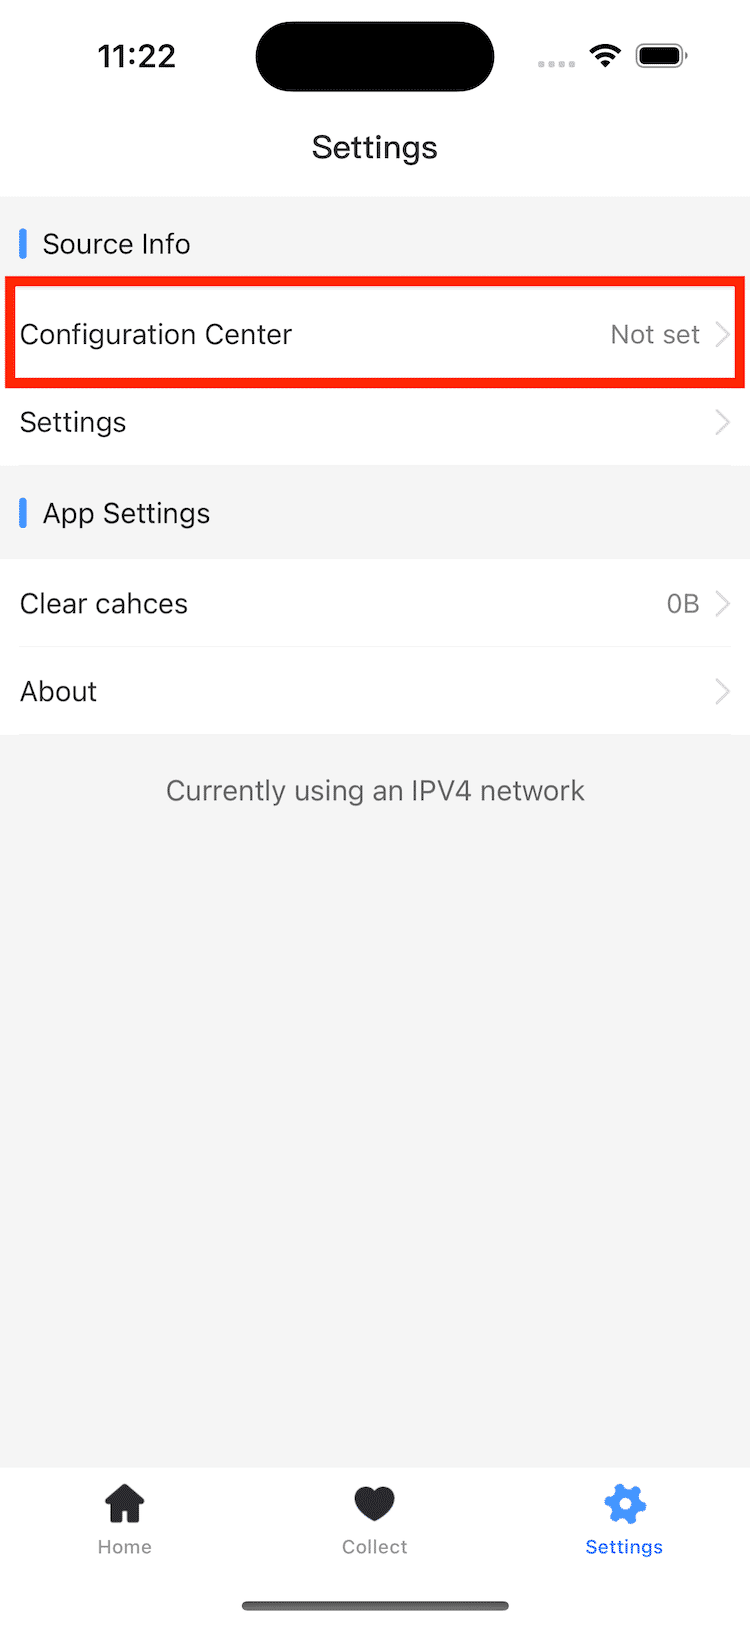 11:22
Settings
Source Info
Configuration Center Not set
Settings
App Settings
Clear cahces 0B
About
Currently using an IPV4 network
Home Collect Settings